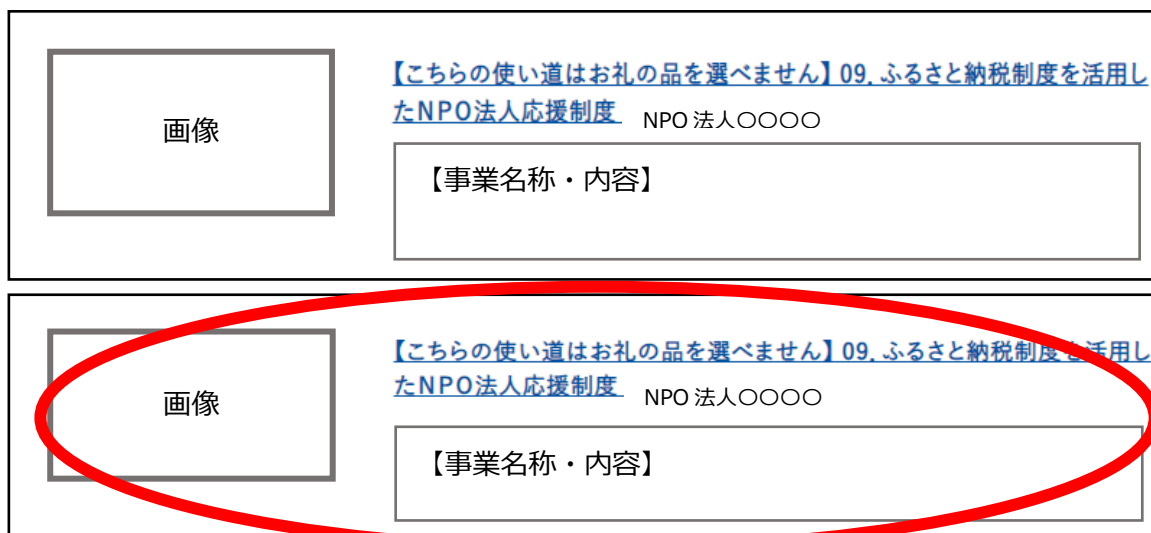 画像
【こちらの使い道はお礼の品を選べません】09.ふるさと納税制度を活用し
たNPO法人応援制度 NPO 法人〇〇〇〇
【事業名称・内容】
画像
【こちらの使い道はお礼の品を選べません】09.ふるさと納税制度を活用し
たNPO法人応援制度 NPO 法人〇〇〇〇
【事業名称・内容】